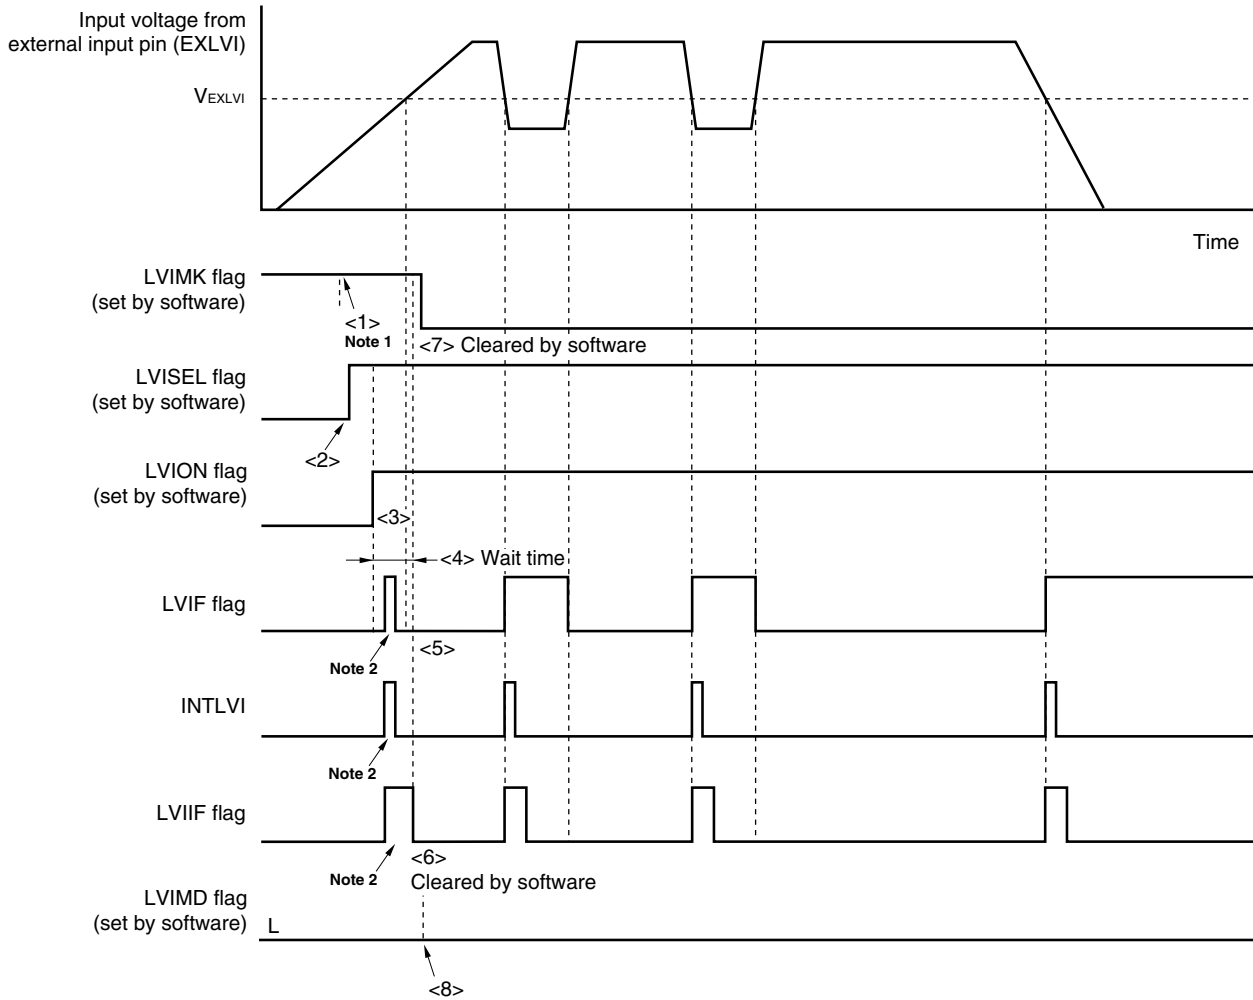 Input voltage from
external input pin (EXLVI)
VEXLVI
Time
LVIMK flag
(set by software)
<1>
Note 1
<7> Cleared by software
LVISEL flag
(set by software)
<2>
LVION flag
(set by software)
<3>
<4> Wait time
LVIF flag
Note 2
<5>
INTLVI
Note 2
LVIIF flag
Note 2
<6>
Cleared by software
LVIMD flag
(set by software)
L
<8>